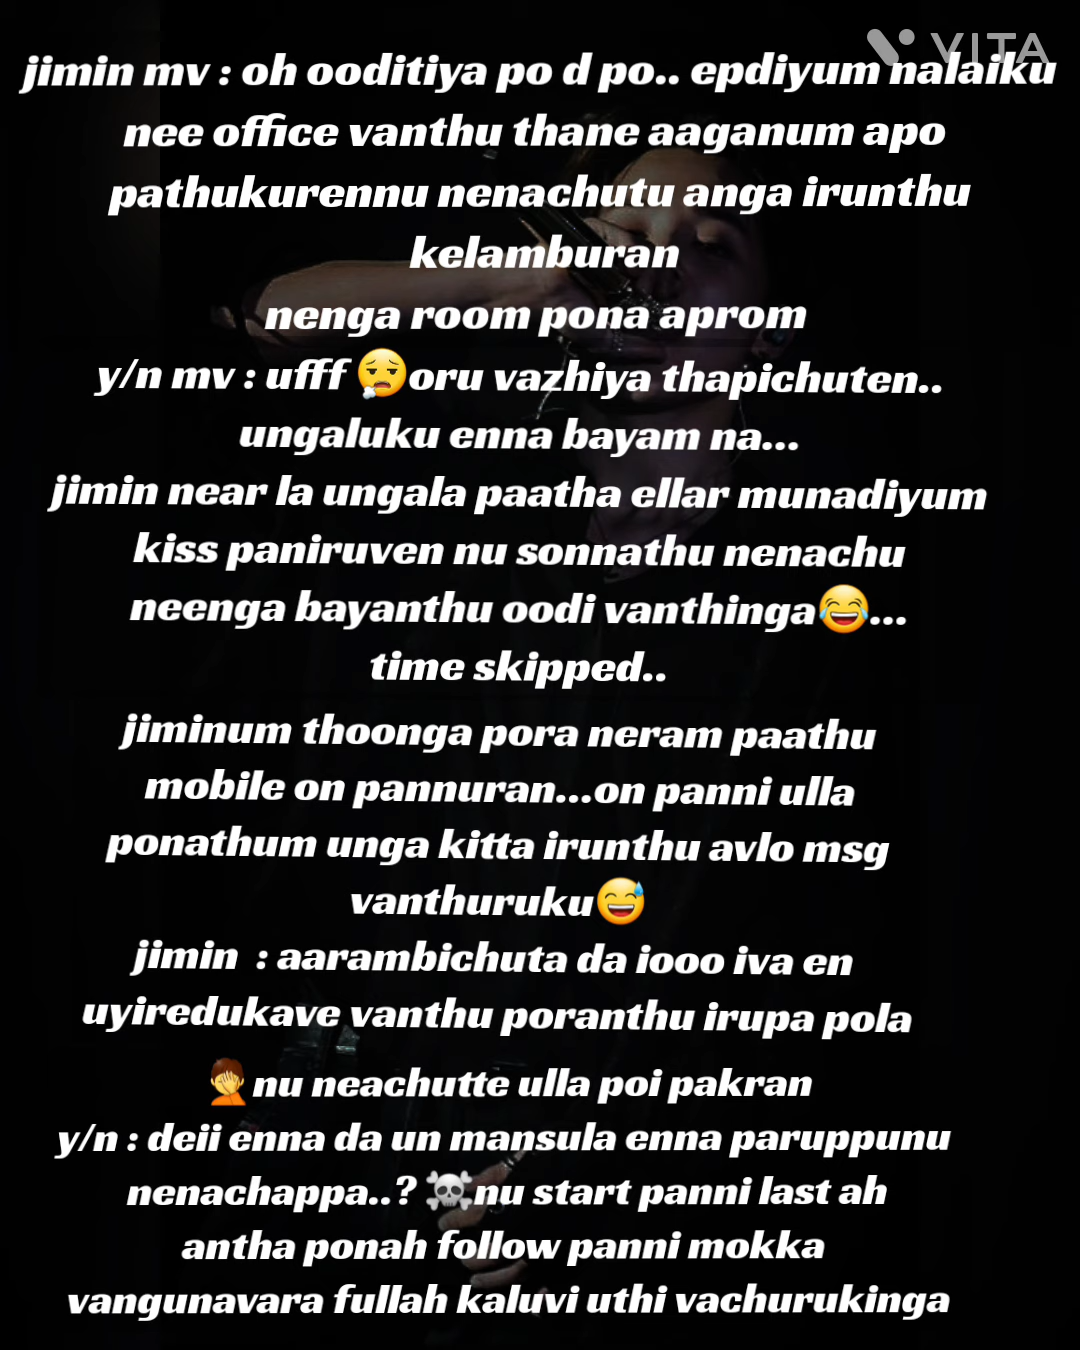 VITA
jimin mv : oh ooditiya po d po.. epdiyum nalaiku
nee office vanthu thane aaganum apo
pathukurennu nenachutu anga irunthu
kelamburan
nenga room pona aprom
y/n mv : ufff 😮‍💨oru vazhiya thapichuten..
ungaluku enna bayam na...
jimin near la ungala paatha ellar munadiyum
kiss paniruven nu sonnathu nenachu
neenga bayanthu oodi vanthinga😂...
time skipped..
jiminum thoonga pora neram paathu
mobile on pannuran...on panni ulla
ponathum unga kitta irunthu avlo msg
vanthuruku😅
jimin : aarambichuta da iooo iva en
uyiredukave vanthu poranthu irupa pola
🤦nu neachutte ulla poi pakran
y/n : deii enna da un mansula enna paruppunu
nenachappa..? ☠️nu start panni last ah
antha ponah follow panni mokka
vangunavara fullah kaluvi uthi vachurukinga